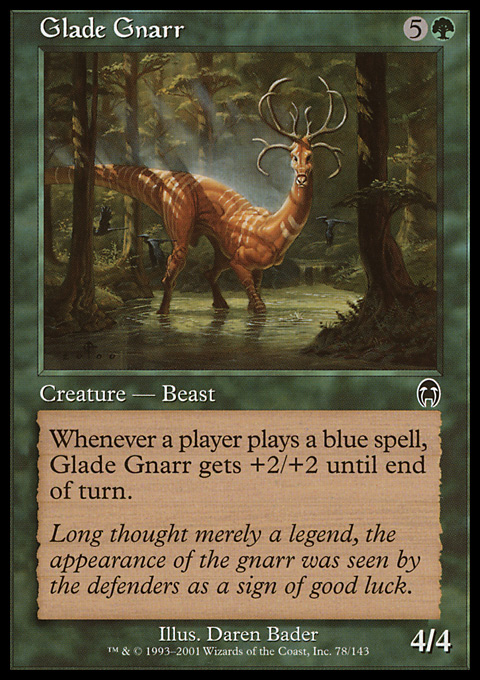 Glade Gnarr 5
Creature — Beast
Whenever a player plays a blue spell,
Glade Gnarr gets +2/+2 until end
of turn.
Long thought merely a legend, the
appearance of the gnarr was seen by
the defenders as a sign of good luck.
Illus. Daren Bader
™ & © 1993–2001 Wizards of the Coast, Inc. 78/143
4/4